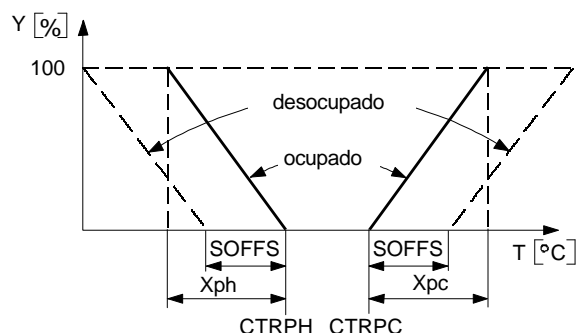 Y [%]
100
desocupado
ocupado
SOFFS SOFFS
T [°C]
Xph Xpc
CTRPH CTRPC